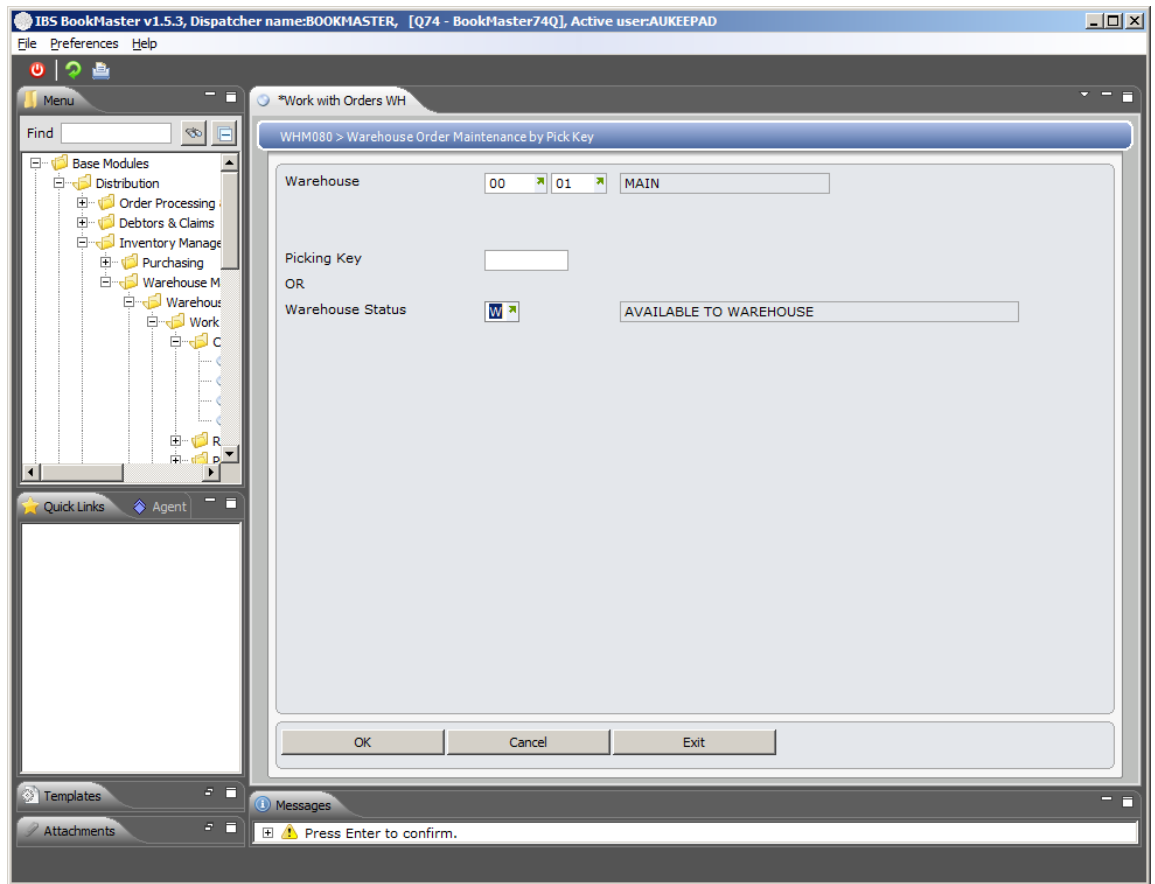 IBS BookMaster v1.5.3, Dispatcher name:BOOKMASTER, [Q74 - BookMaster74Q], Active user:AUKEEPAD
File Preferences Help
Menu
Find
Base Modules
Distribution
Order Processing
Debtors & Claims
Inventory Manage
Purchasing
Warehouse M
Warehous
Work
C
R
P
Quick Links Agent
Templates
Attachments
*Work with Orders WH
WHM080 > Warehouse Order Maintenance by Pick Key
Warehouse 00 01 MAIN
Picking Key
OR
Warehouse Status W AVAILABLE TO WAREHOUSE
OK Cancel Exit
Messages
Press Enter to confirm.